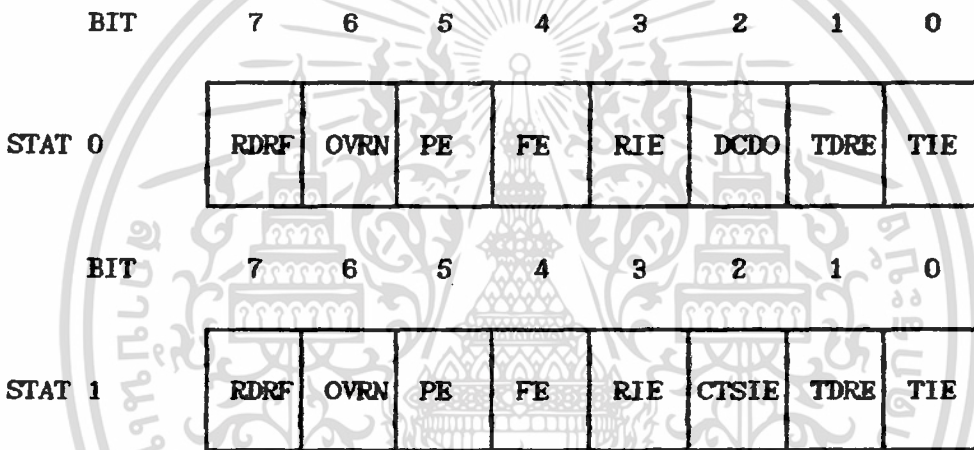 BIT 7 6 5 4 3 2 1 0
STAT 0 RDRF OVRN PE FE RIE DCDO TDRE TIE
BIT 7 6 5 4 3 2 1 0
STAT 1 RDRF OVRN PE FE RIE CTSIE TDRE TIE